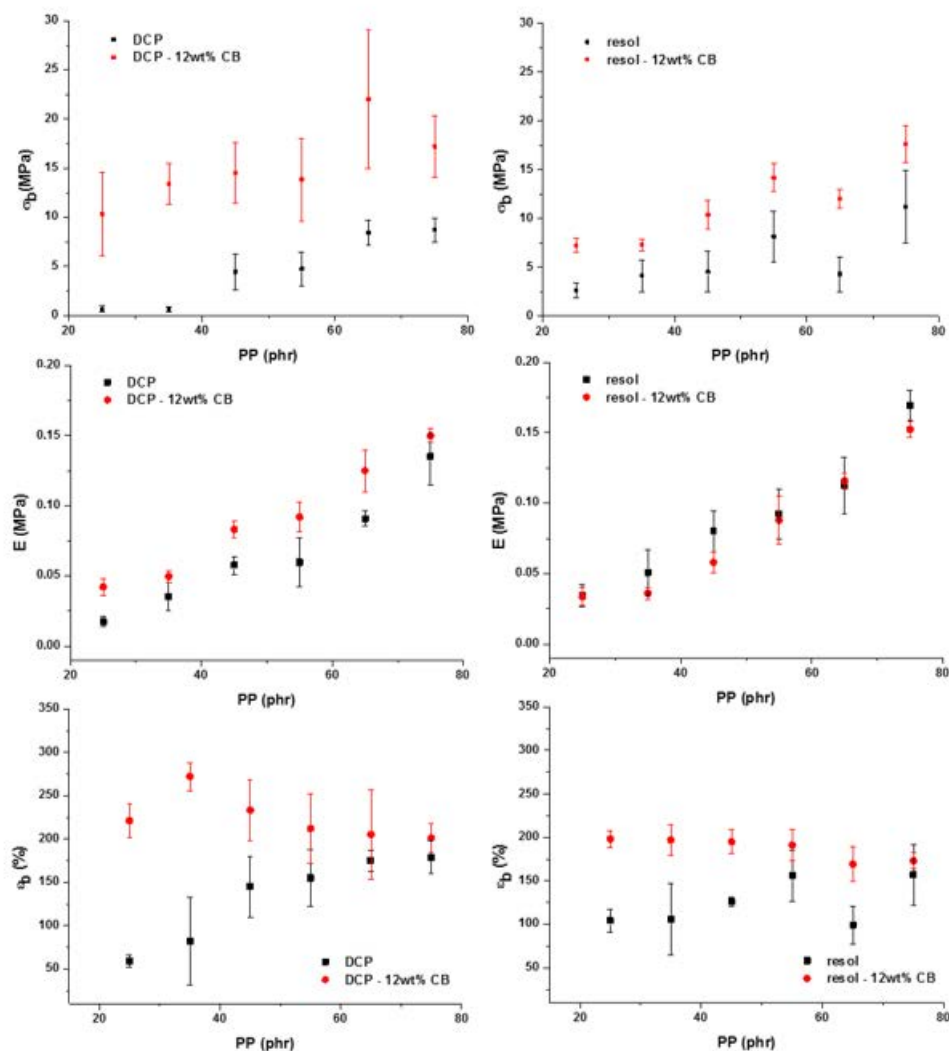 DCP
DCP - 12wt% CB
30
25
20
15
10
5
0
σb(MPa)
20
40
60
80
PP (phr)
resol
resol - 12wt% CB
30
25
20
15
10
5
0
σb (MPa)
20
40
60
80
PP (phr)
DCP
DCP - 12wt% CB
0.20
0.15
0.10
0.05
0.00
E (MPa)
20
40
60
80
PP (phr)
resol
resol - 12wt% CB
0.20
0.15
0.10
0.05
0.00
E (MPa)
20
40
60
80
PP (phr)
350
300
250
200
150
100
50
εb (%)
DCP
DCP - 12wt% CB
20
40
60
80
PP (phr)
350
300
250
200
150
100
50
εb (%)
resol
resol - 12wt% CB
20
40
60
80
PP (phr)